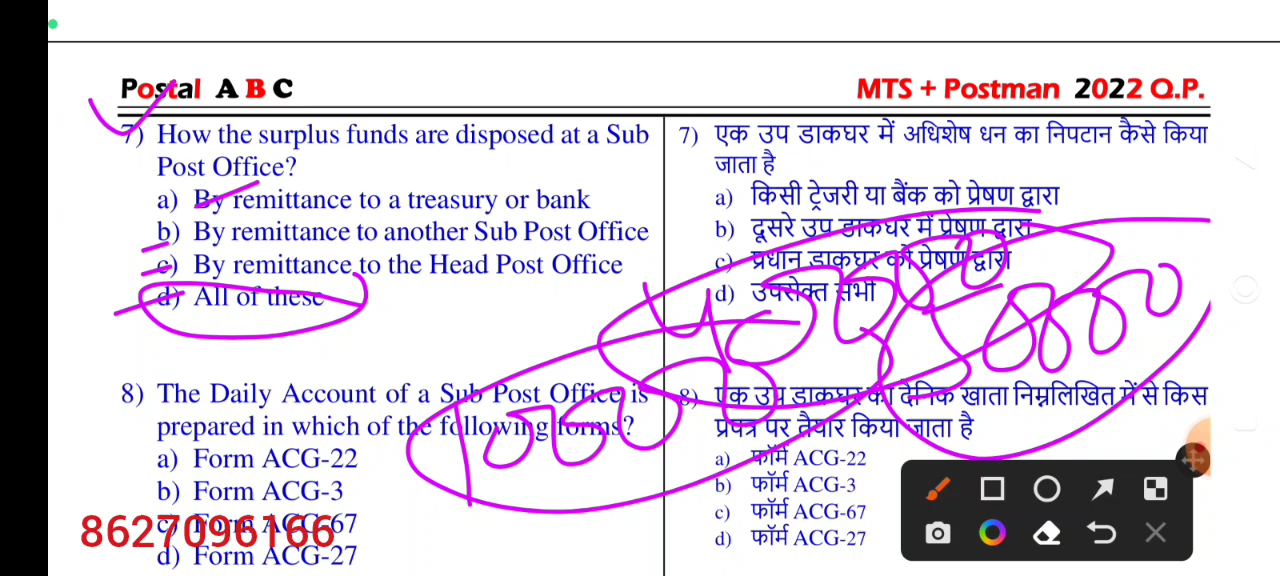 Postal A B C
MTS + Postman 2022 Q.P.
7) How the surplus funds are disposed at a Sub
Post Office?
a) By remittance to a treasury or bank
b) By remittance to another Sub Post Office
c) By remittance to the Head Post Office
d) All of these
8) The Daily Account of a Sub Post Office is
prepared in which of the following forms?
a) Form ACG-22
b) Form ACG-3
c) Form ACG-67
d) Form ACG-27
8627096166
7) एक उप डाकघर में अधिशेष धन का निपटान कैसे किया
जाता है
a) किसी ट्रेजरी या बैंक को प्रेषण द्वारा
b) दूसरे उप डाकघर में प्रेषण द्वारा
c) प्रधान डाकघर को प्रेषण द्वारा
d) उपरोक्त सभी
8) एक उप डाकघर का दैनिक खाता निम्नलिखित में से किस
प्रपत्र पर तैयार किया जाता है
a) फॉर्म ACG-22
b) फॉर्म ACG-3
c) फॉर्म ACG-67
d) फॉर्म ACG-27